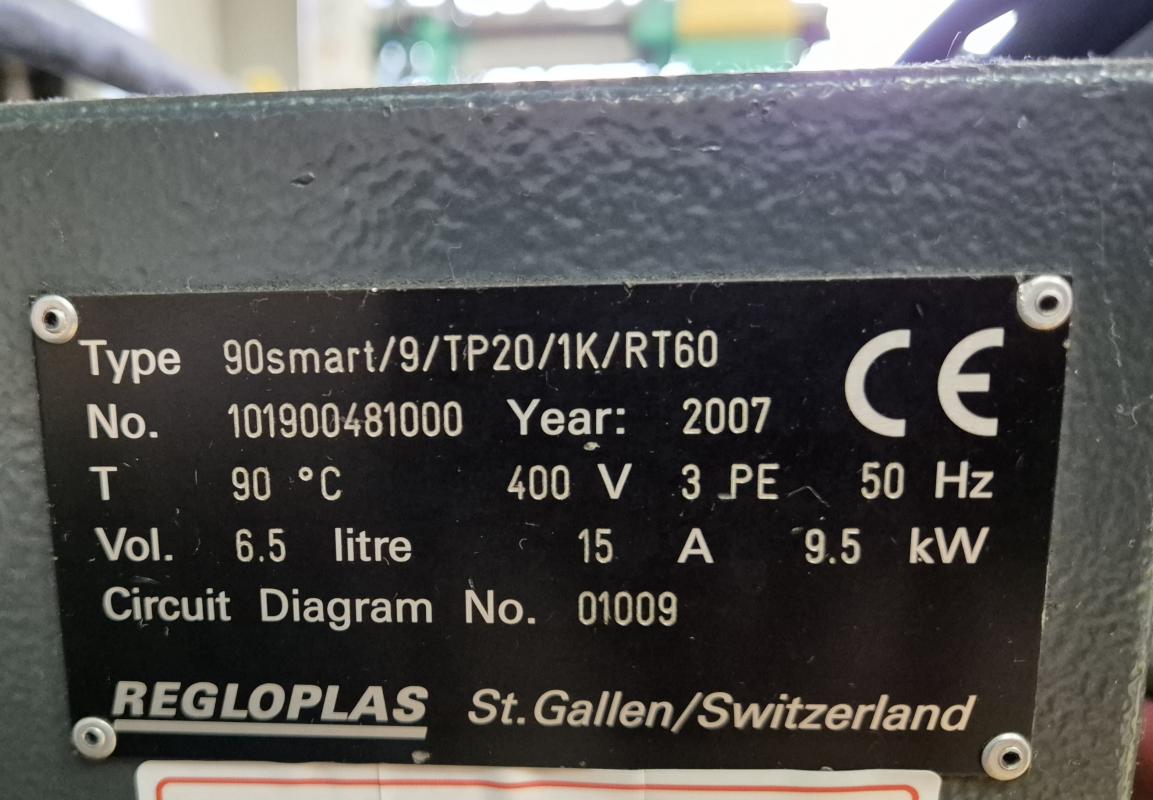 Type 90smart/9/TP20/1K/RT60
No. 101900481000 Year: 2007 CE
T 90 °C 400 V 3 PE~ 50 Hz
Vol. 6.5 litre 15 A 9.5 kW
Circuit Diagram No. 01009
REGLOPLAS St.Gallen/Switzerland